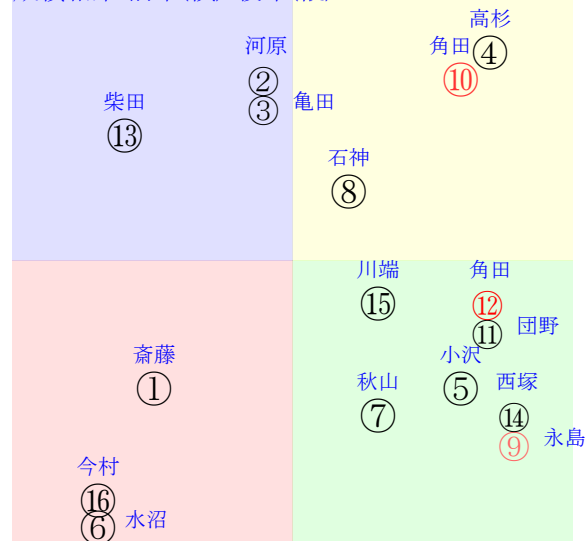 高杉
河原
角田
④
②
⑩
柴田
③
亀田
⑬
石神
⑧
川端
角田
⑮
⑫
⑪
団野
斎藤
小沢
①
秋山
⑤
西塚
⑦
⑭
⑨
永島
今村
⑯
⑥
水沼